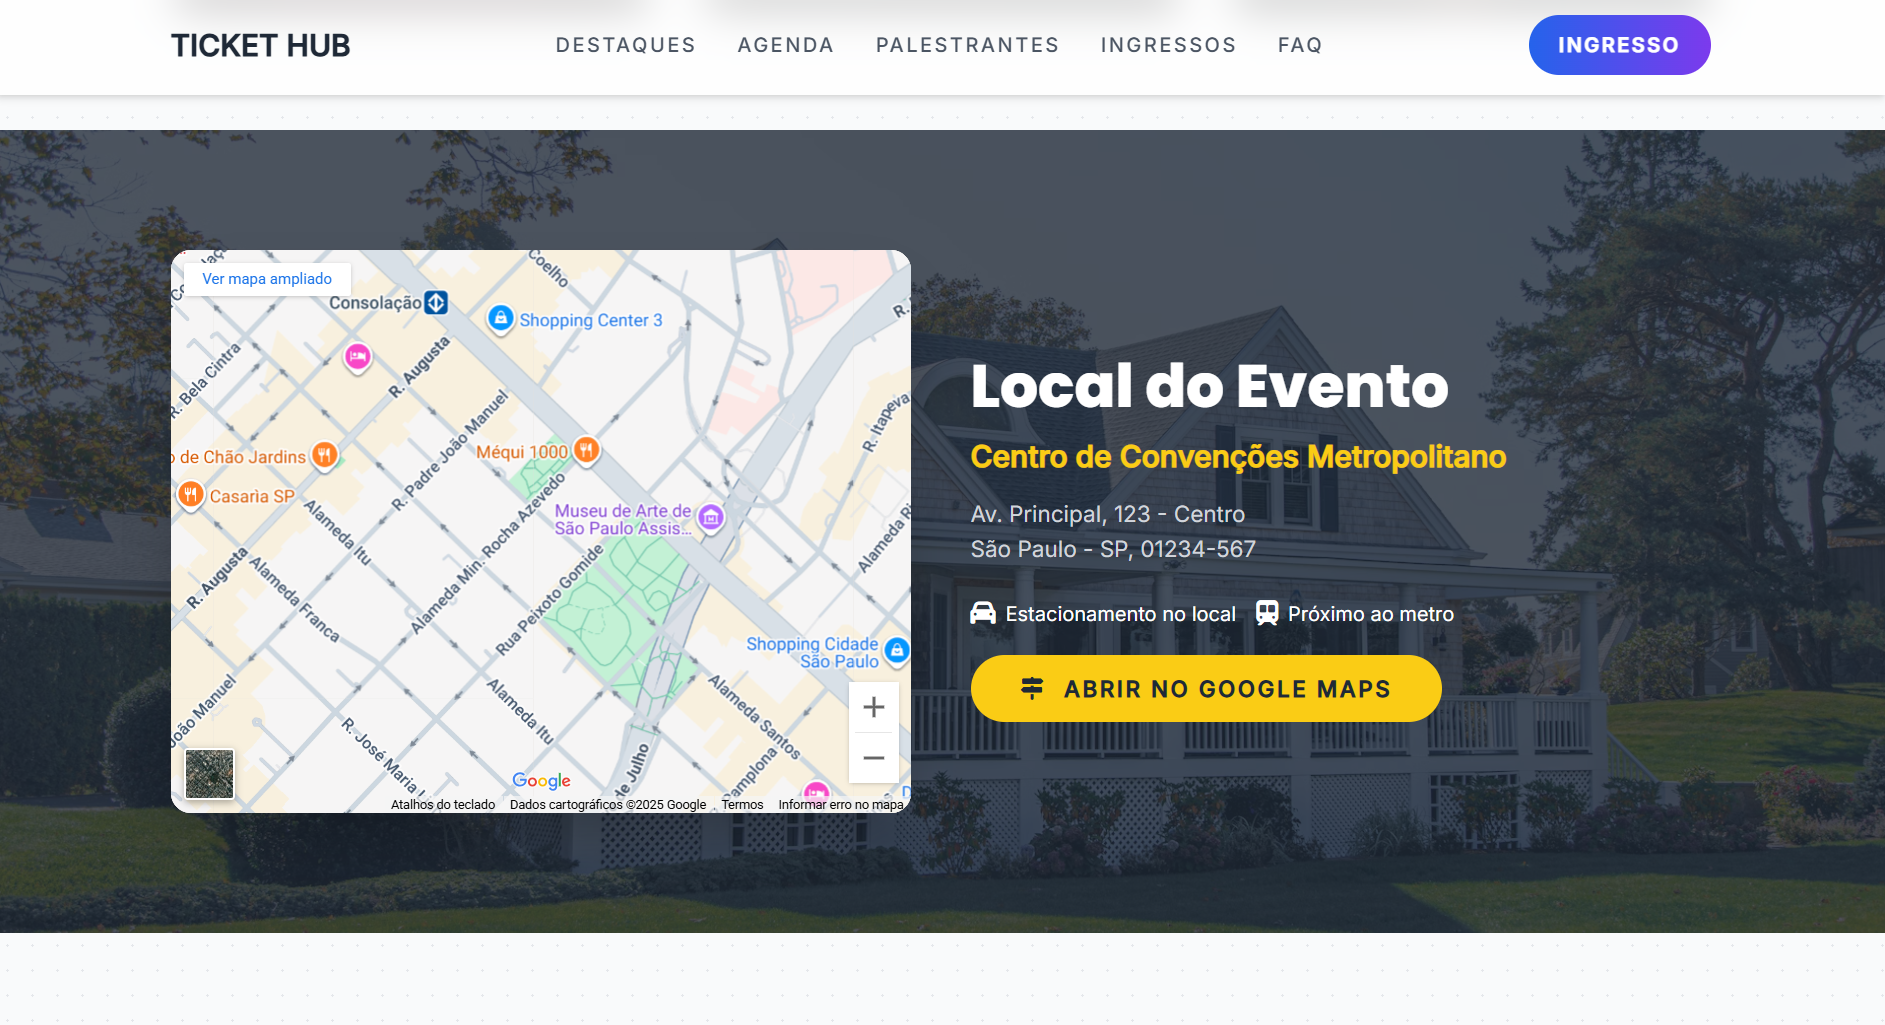 TICKET HUB
DESTAQUES
AGENDA
PALESTRANTES
INGRESSOS
FAQ
INGRESSO
Ver mapa ampliado
Coelho
Consolação
Shopping Center 3
R. Bela Cintra
R. Augusta
R. Padre João Manuel
R. Itapeva
Méqui 1000
o de Chão Jardins
Casaria SP
Alameda Itu
Alameda Min. Rocha Azevedo
Museu de Arte de
São Paulo Assis...
Alameda Ri
R. Augusta
Alameda Franca
Rua Peixoto Gomide
Shopping Cidade
São Paulo
João Manuel
Alameda Itu
Alameda Santos
R. José Maria L
de Julho
amplona
Google
Atalhos do teclado
Dados cartográficos ©2025 Google
Termos
Informar erro no mapa
Local do Evento
Centro de Convenções Metropolitano
Av. Principal, 123 - Centro
São Paulo - SP, 01234-567
Estacionamento no local
Próximo ao metro
ABRIR NO GOOGLE MAPS